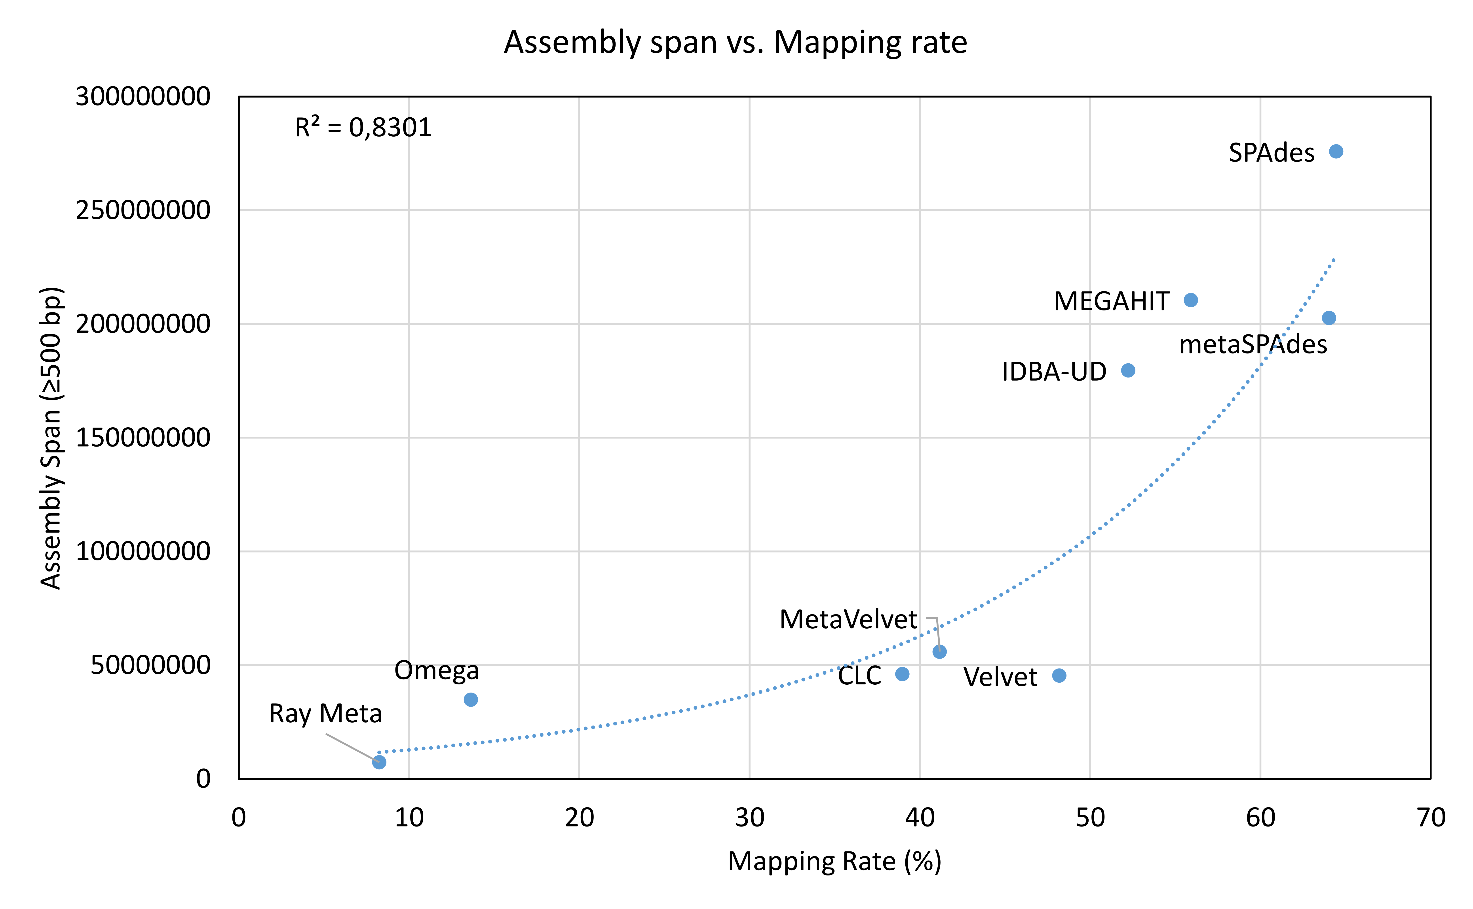 Assembly span vs. Mapping rate
300000000
R² = 0,8301
SPAdes
250000000
MEGAHIT
200000000
metaSPAdes
IDBA-UD
150000000
Assembly Span (≥500 bp)
100000000
MetaVelvet
50000000
Omega
CLC
Velvet
Ray Meta
0
0 10 20 30 40 50 60 70
Mapping Rate (%)